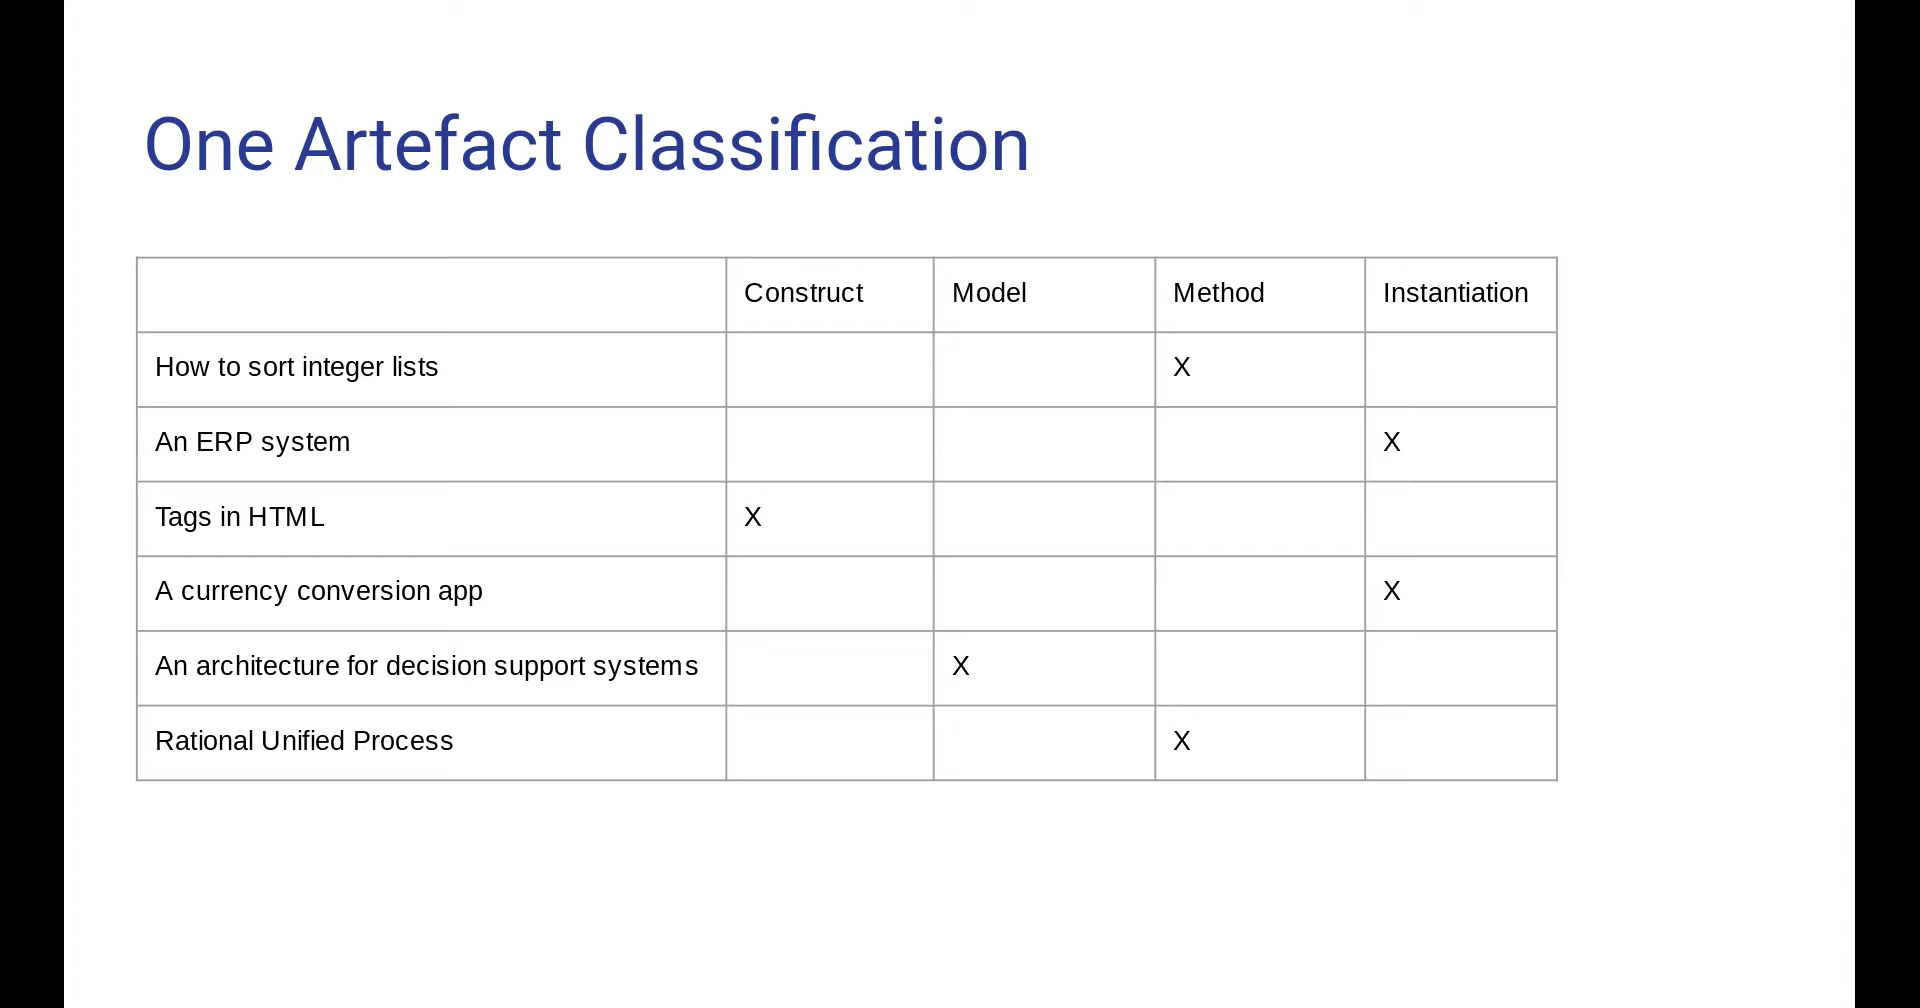 One Artefact Classification
Construct Model Method Instantiation
How to sort integer lists X
An ERP system X
Tags in HTML X
A currency conversion app X
An architecture for decision support systems X
Rational Unified Process X